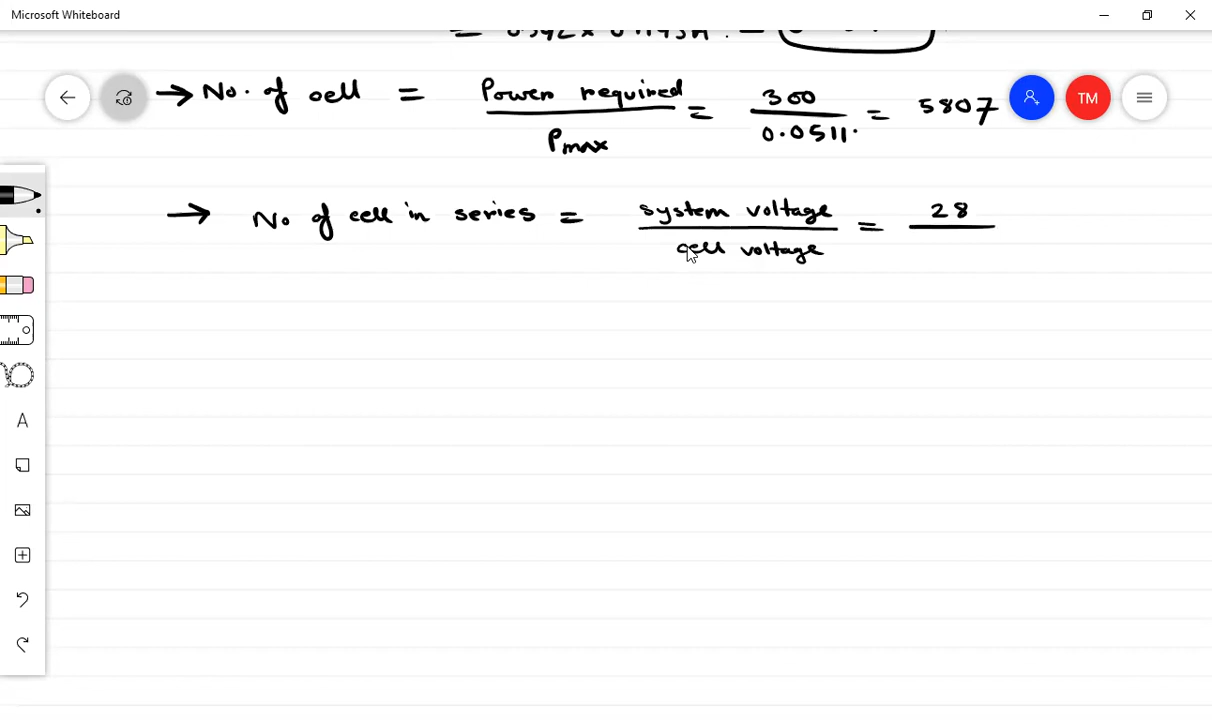 Microsoft Whiteboard
→ No. of cell = Power required / Pmax = 300 / 0.0511 = 5807
TM
→ No of cell in series = system voltage / cell voltage = 28
A